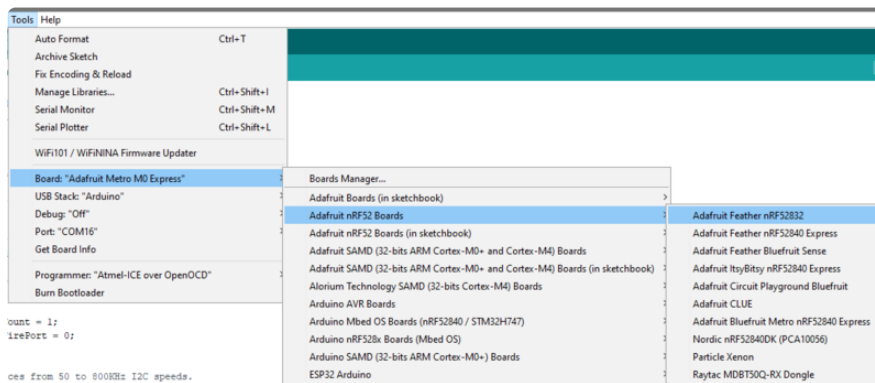 Tools Help
Auto Format Ctrl+T
Archive Sketch
Fix Encoding & Reload
Manage Libraries... Ctrl+Shift+I
Serial Monitor Ctrl+Shift+M
Serial Plotter Ctrl+Shift+L
WiFi101 / WiFiNINA Firmware Updater
Board: "Adafruit Metro M0 Express"
USB Stack: "Arduino"
Debug: "Off"
Port: "COM16"
Get Board Info
Programmer: "Atmel-ICE over OpenOCD"
Burn Bootloader
Boards Manager...
Adafruit Boards (in sketchbook)
Adafruit nRF52 Boards
Adafruit nRF52 Boards (in sketchbook)
Adafruit SAMD (32-bits ARM Cortex-M0+ and Cortex-M4) Boards
Adafruit SAMD (32-bits ARM Cortex-M0+ and Cortex-M4) Boards (in sketchbook)
Alorium Technology SAMD (32-bits Cortex-M4) Boards
Arduino AVR Boards
Arduino Mbed OS Boards (nRF52840 / STM32H747)
Arduino nRF528x Boards (Mbed OS)
Arduino SAMD (32-bits ARM Cortex-M0+) Boards
ESP32 Arduino
Adafruit Feather nRF52832
Adafruit Feather nRF52840 Express
Adafruit Feather Bluefruit Sense
Adafruit ItsyBitsy nRF52840 Express
Adafruit Circuit Playground Bluefruit
Adafruit CLUE
Adafruit Bluefruit Metro nRF52840 Express
Nordic nRF52840DK (PCA10056)
Particle Xenon
Raytac MDBT50Q-RX Dongle
ount = 1;
irePort = 0;
ces from 50 to 800KHz I2C speeds.